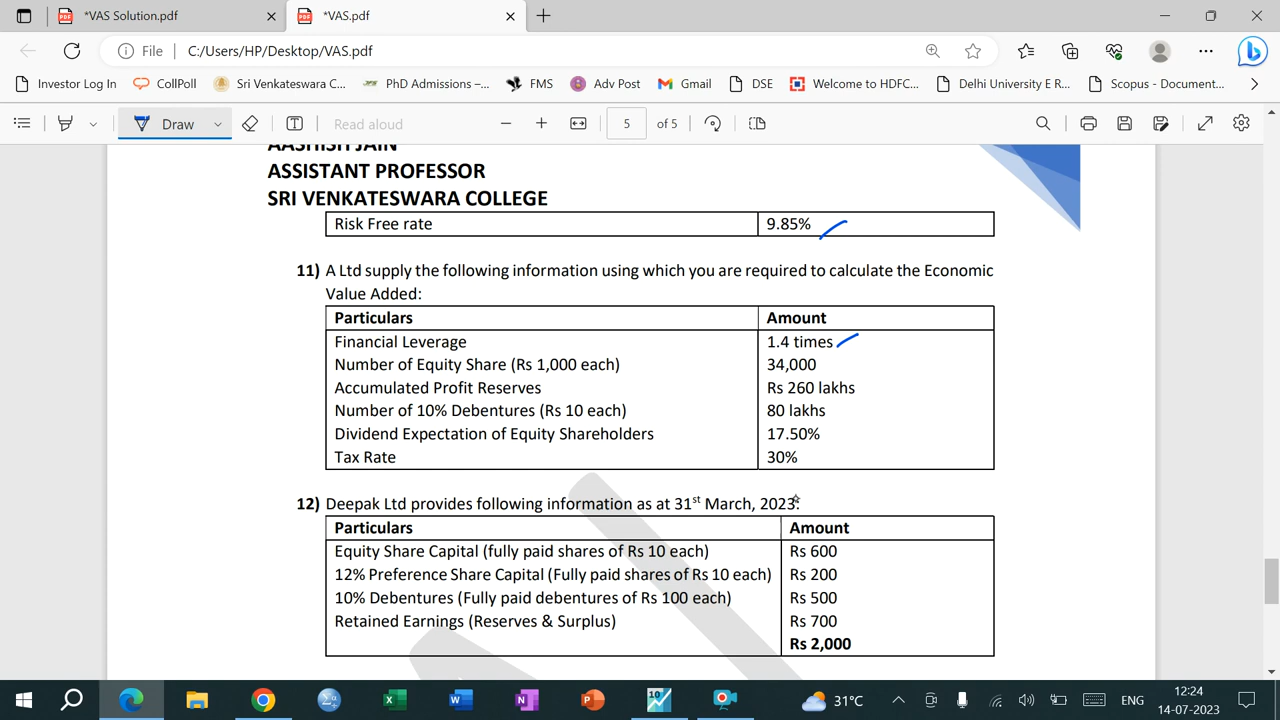 *VAS Solution.pdf
*VAS.pdf
File
C:/Users/HP/Desktop/VAS.pdf
Investor Log In
CollPoll
Sri Venkateswara C...
PhD Admissions –...
FMS
Adv Post
Gmail
DSE
Welcome to HDFC...
Delhi University E R...
Scopus - Document...
Draw
Read aloud
5
of 5
AASHISH JAIN
ASSISTANT PROFESSOR
SRI VENKATESWARA COLLEGE
Risk Free rate 9.85%
11) A Ltd supply the following information using which you are required to calculate the Economic
Value Added:
Particulars Amount
Financial Leverage 1.4 times
Number of Equity Share (Rs 1,000 each) 34,000
Accumulated Profit Reserves Rs 260 lakhs
Number of 10% Debentures (Rs 10 each) 80 lakhs
Dividend Expectation of Equity Shareholders 17.50%
Tax Rate 30%
12) Deepak Ltd provides following information as at 31st March, 2023:
Particulars Amount
Equity Share Capital (fully paid shares of Rs 10 each) Rs 600
12% Preference Share Capital (Fully paid shares of Rs 10 each) Rs 200
10% Debentures (Fully paid debentures of Rs 100 each) Rs 500
Retained Earnings (Reserves & Surplus) Rs 700
Rs 2,000
31°C
ENG
12:24
14-07-2023